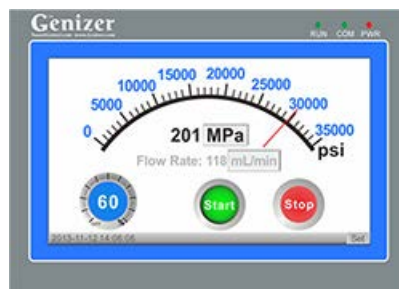 Genizer
RUN COM PWR
0 5000 10000 15000 20000 25000 30000 35000
psi
201 MPa
Flow Rate: 118 mL/min
60
Start
Stop
2013-11-12 14:06:06
Set